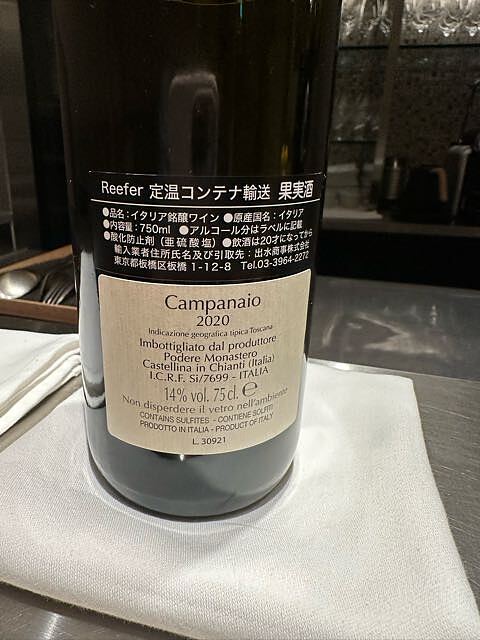 Reefer 定温コンテナ輸送 果実酒
●品名:イタリア銘醸ワイン ●原産国名:イタリア
●内容量:750ml ●アルコール分はラベルに記載
●酸化防止剤(亜硫酸塩) ●飲酒は20才になってから
輸入業者住所氏名及び引取先:出水商事株式会社
東京都板橋区板橋 1-12-8 Tel.03-3964-2272
Campanaio
2020
Indicazione geografica tipica Toscana
Imbottigliato dal produttore
Podere Monastero
Castellina in Chianti (Italia)
I.C.R.F. Si/7699 - ITALIA
14% vol. 75 cl. ℮
Non disperdere il vetro nell'ambiente
CONTAINS SULFITES - CONTIENE SOLFITI
PRODOTTO IN ITALIA - PRODUCT OF ITALY
L. 30921